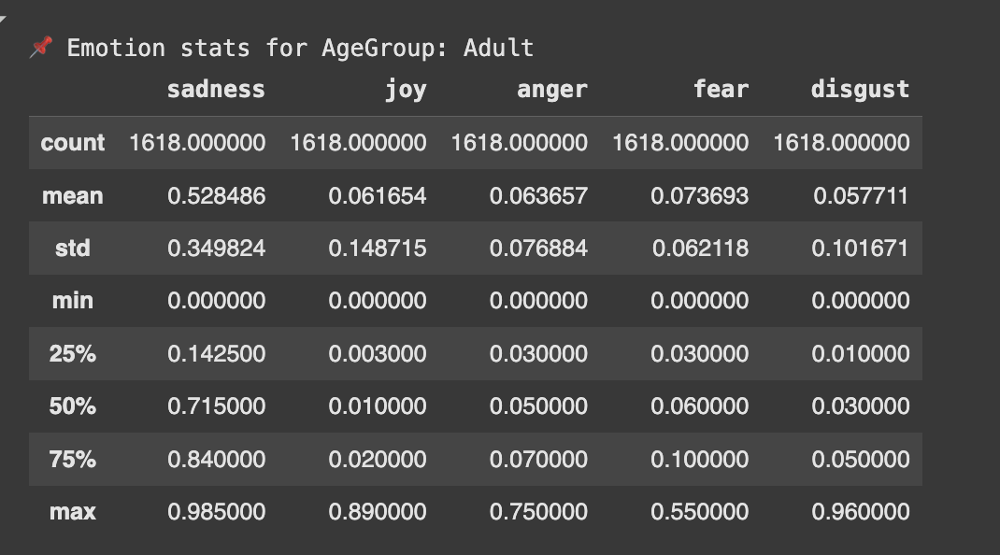 📌 Emotion stats for AgeGroup: Adult
sadness joy anger fear disgust
count 1618.000000 1618.000000 1618.000000 1618.000000 1618.000000
mean 0.528486 0.061654 0.063657 0.073693 0.057711
std 0.349824 0.148715 0.076884 0.062118 0.101671
min 0.000000 0.000000 0.000000 0.000000 0.000000
25% 0.142500 0.003000 0.030000 0.030000 0.010000
50% 0.715000 0.010000 0.050000 0.060000 0.030000
75% 0.840000 0.020000 0.070000 0.100000 0.050000
max 0.985000 0.890000 0.750000 0.550000 0.960000